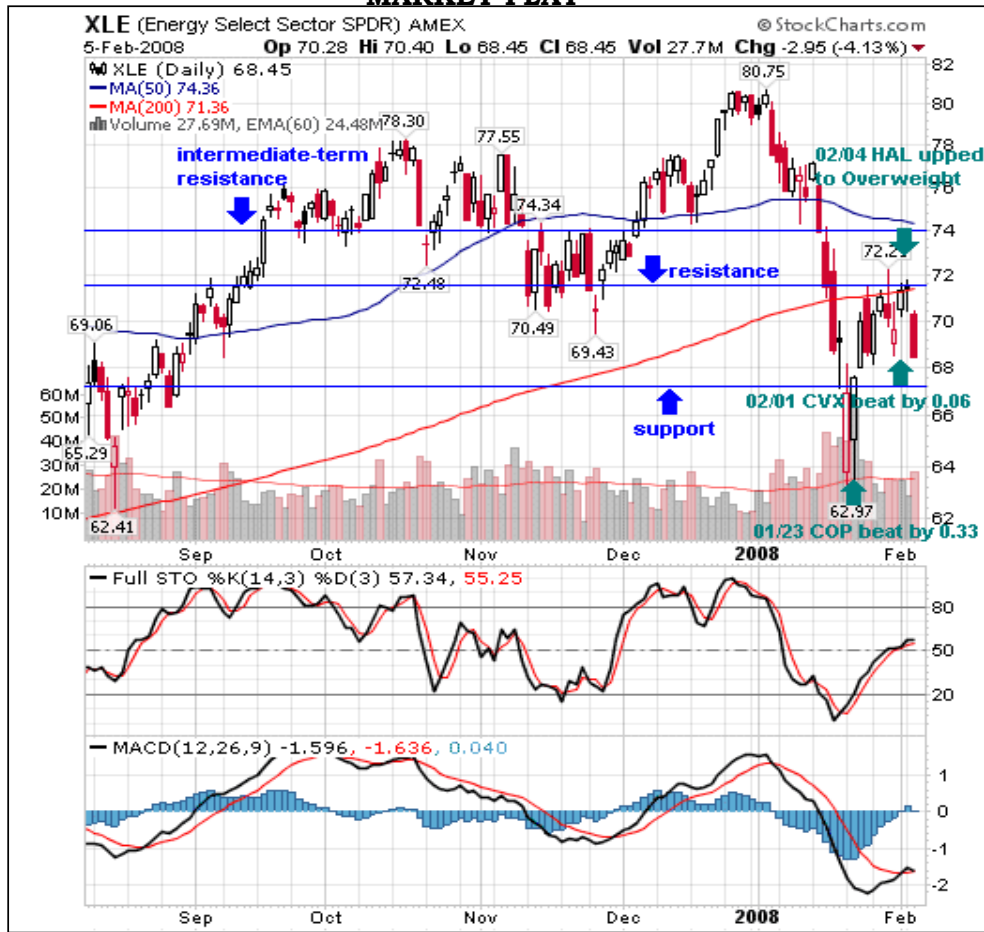 MARKET PLAY
XLE (Energy Select Sector SPDR) AMEX © StockCharts.com
5-Feb-2008 Op 70.28 Hi 70.40 Lo 68.45 Cl 68.45 Vol 27.7M Chg -2.95 (-4.13%)
XLE (Daily) 68.45
MA(50) 74.36
MA(200) 71.36
Volume 27.69M, EMA(60) 24.48M
intermediate-term
resistance
02/04 HAL upped
to Overweight
resistance
support
02/01 CVX beat by 0.06
01/23 COP beat by 0.33
69.06
65.29
62.41
78.30
72.48
77.55
74.34
70.49
69.43
80.75
62.97
82
80
78
76
74
72
70
68
66
64
62
60M
50M
40M
30M
20M
10M
Sep Oct Nov Dec 2008 Feb
Full STO %K(14,3) %D(3) 57.34, 55.25
80
50
20
MACD(12,26,9) -1.596, -1.636, 0.040
1
0
-1
-2
Sep Oct Nov Dec 2008 Feb